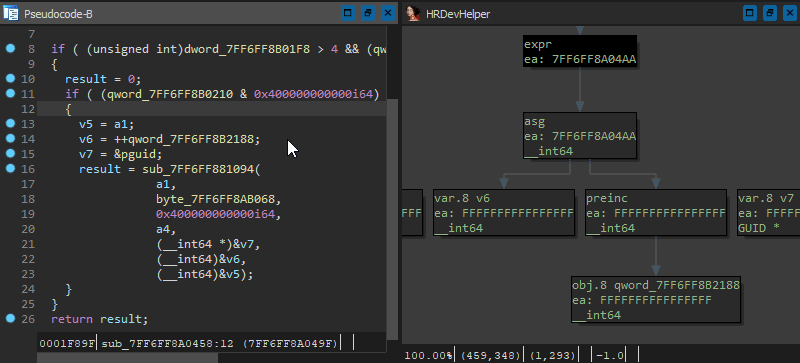 Pseudocode-B
7
8 if ( (unsigned int)dword_7FF6FF8B01F8 > 4 && (qw
9 {
10 result = 0;
11 if ( (qword_7FF6FF8B0210 & 0x400000000000i64)
12 {
13 v5 = a1;
14 v6 = ++qword_7FF6FF8B2188;
15 v7 = &pguid;
16 result = sub_7FF6FF881094(
17 a1,
18 byte_7FF6FF8AB068,
19 0x400000000000i64,
20 a4,
21 (__int64 *)&v7,
22 (__int64)&v6,
23 (__int64)&v5);
24 }
25 }
26 return result;
0001F89F sub_7FF6FF8A0458:12 (7FF6FF8A049F)
HRDevHelper
expr
ea: 7FF6FF8A04AA
asg
ea: 7FF6FF8A04AA
__int64
FF
var.8 v6
ea: FFFFFFFFFFFFFFFF
__int64
preinc
ea: FFFFFFFFFFFFFFFF
__int64
var.8 v7
ea: FFFFF
GUID *
obj.8 qword_7FF6FF8B2188
ea: FFFFFFFFFFFFFFFF
__int64
100.00% (459,348) (1,293) -1.0